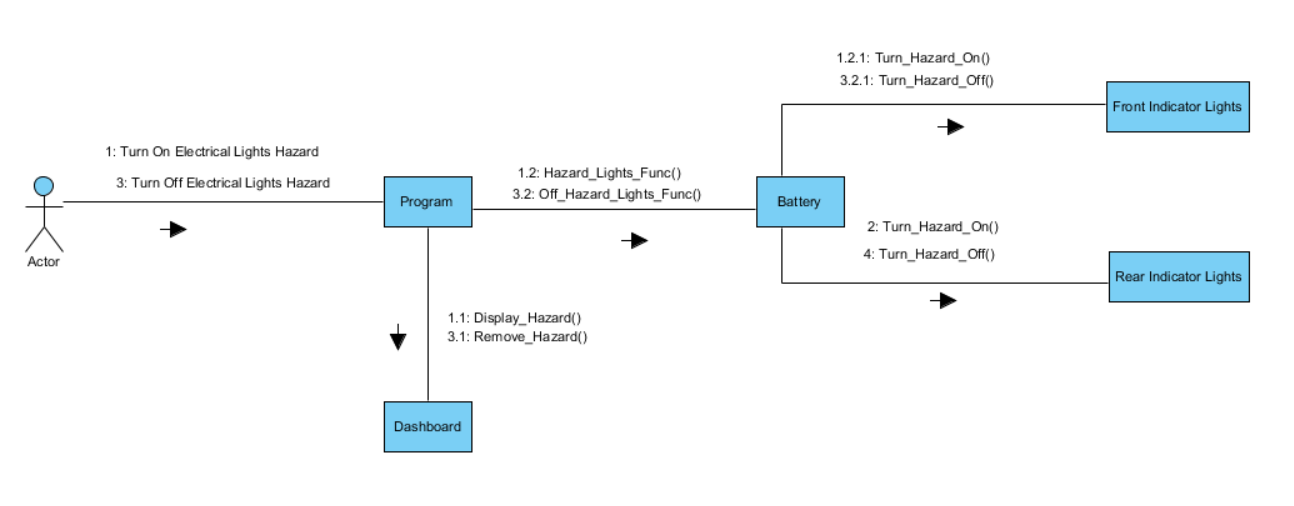 1.2.1: Turn_Hazard_On()
3.2.1: Turn_Hazard_Off()
Front Indicator Lights
1: Turn On Electrical Lights Hazard
3: Turn Off Electrical Lights Hazard
Actor
Program
1.2: Hazard_Lights_Func()
3.2: Off_Hazard_Lights_Func()
Battery
2: Turn_Hazard_On()
4: Turn_Hazard_Off()
Rear Indicator Lights
1.1: Display_Hazard()
3.1: Remove_Hazard()
Dashboard